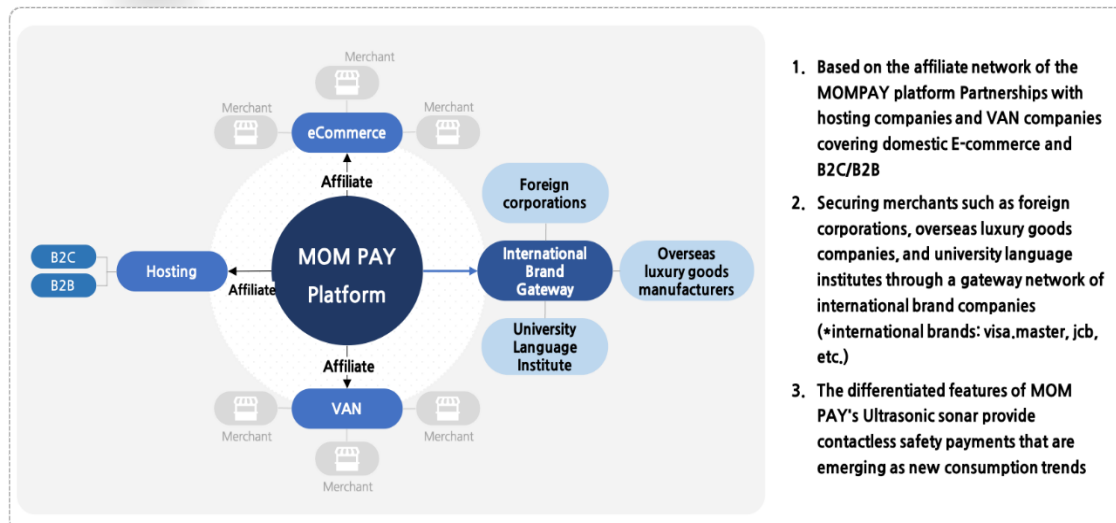 Merchant
Merchant
Merchant
eCommerce
Affiliate
Foreign
corporations
B2C
B2B
Hosting
Affiliate
MOM PAY
Platform
International
Brand
Gateway
Overseas
luxury goods
manufacturers
University
Language
Institute
Affiliate
VAN
Merchant
Merchant
Merchant
1. Based on the affiliate network of the
MOMPAY platform Partnerships with
hosting companies and VAN companies
covering domestic E-commerce and
B2C/B2B
2. Securing merchants such as foreign
corporations, overseas luxury goods
companies, and university language
institutes through a gateway network of
international brand companies
(*international brands: visa.master, jcb,
etc.)
3. The differentiated features of MOM
PAY's Ultrasonic sonar provide
contactless safety payments that are
emerging as new consumption trends